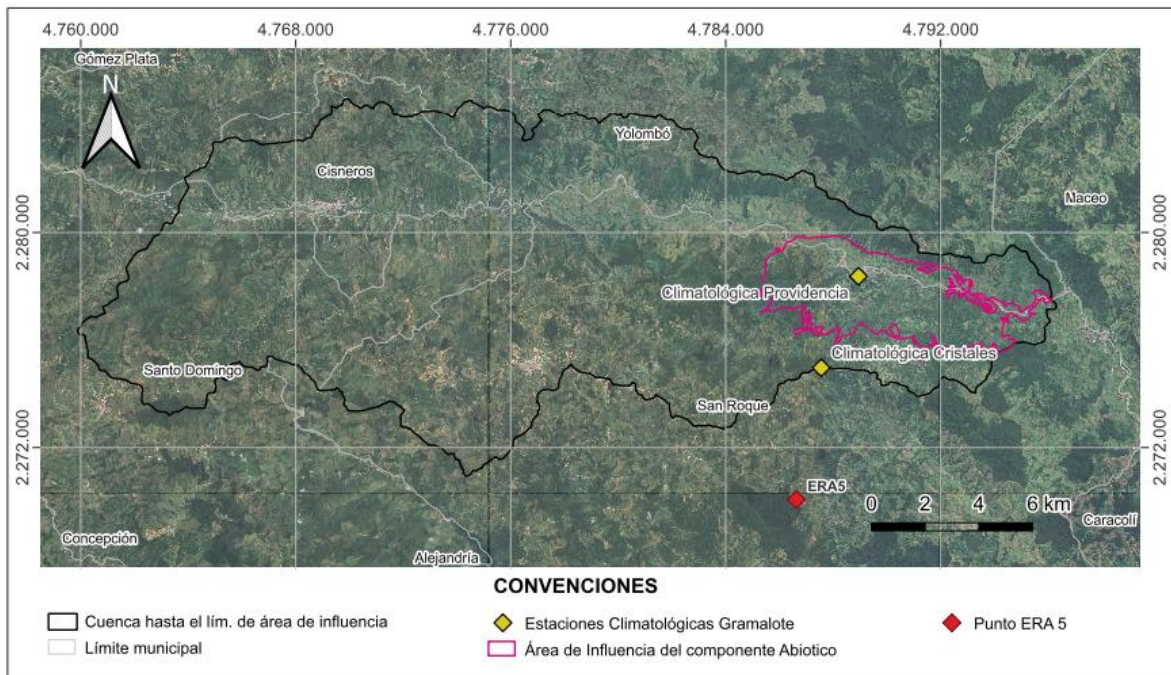 4.760.000 4.768.000 4.776.000 4.784.000 4.792.000
Gómez Plata
N
Yolombó
Cisneros
Maceo
2.280.000 2.280.000
Climatológica Providencia
Climatológica Cristales
Santo Domingo
San Roque
2.272.000 2.272.000
ERA5
0 2 4 6 km
Caracolí
Concepción
Alejandría
CONVENCIONES
Cuenca hasta el lím. de área de influencia Estaciones Climatológicas Gramalote Punto ERA 5
Límite municipal Área de Influencia del componente Abiotico